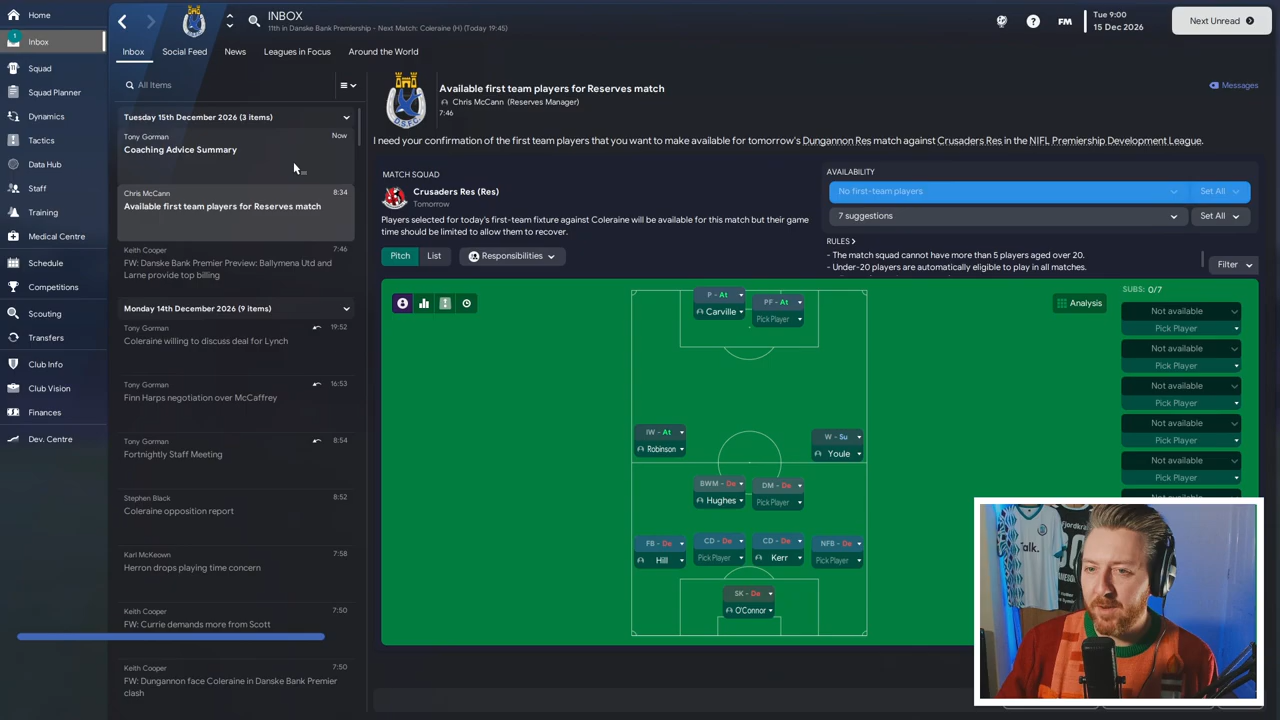 Home
1
Inbox
Squad
Squad Planner
Dynamics
Tactics
Data Hub
Staff
Training
Medical Centre
Schedule
Competitions
Scouting
Transfers
Club Info
Club Vision
Finances
Dev. Centre
INBOX
11th in Danske Bank Premiership - Next Match: Coleraine (H) (Today 19:45)
?
FM
Tue 9:00
15 Dec 2026
Next Unread
Inbox
Social Feed
News
Leagues in Focus
Around the World
All Items
Tuesday 15th December 2026 (3 items)
Tony Gorman
Now
Coaching Advice Summary
Chris McCann
8:34
Available first team players for Reserves match
Keith Cooper
7:46
FW: Danske Bank Premier Preview: Ballymena Utd and
Larne provide top billing
Monday 14th December 2026 (9 items)
Tony Gorman
19:52
Coleraine willing to discuss deal for Lynch
Tony Gorman
16:53
Finn Harps negotiation over McCaffrey
Tony Gorman
8:54
Fortnightly Staff Meeting
Stephen Black
8:52
Coleraine opposition report
Karl McKeown
7:58
Herron drops playing time concern
Keith Cooper
7:50
FW: Currie demands more from Scott
Keith Cooper
7:50
FW: Dungannon face Coleraine in Danske Bank Premier
clash
Available first team players for Reserves match
Chris McCann (Reserves Manager)
7:46
Messages
I need your confirmation of the first team players that you want to make available for tomorrow's Dungannon Res match against Crusaders Res in the NIFL Premiership Development League.
MATCH SQUAD
Crusaders Res (Res)
Tomorrow
Players selected for today's first-team fixture against Coleraine will be available for this match but their game
time should be limited to allow them to recover.
AVAILABILITY
No first-team players
Set All
7 suggestions
Set All
RULES
- The match squad cannot have more than 5 players aged over 20.
- Under-20 players are automatically eligible to play in all matches.
Pitch
List
Responsibilities
Filter
Analysis
P - At
Carville
PF - At
Pick Player
IW - At
Robinson
W - Su
Youle
BWM - De
Hughes
DM - De
Pick Player
FB - De
Hill
CD - De
Pick Player
CD - De
Kerr
NFB - De
Pick Player
SK - De
O'Connor
SUBS: 0/7
Not available
Pick Player
Not available
Pick Player
Not available
Pick Player
Not available
Pick Player
Not available
Pick Player